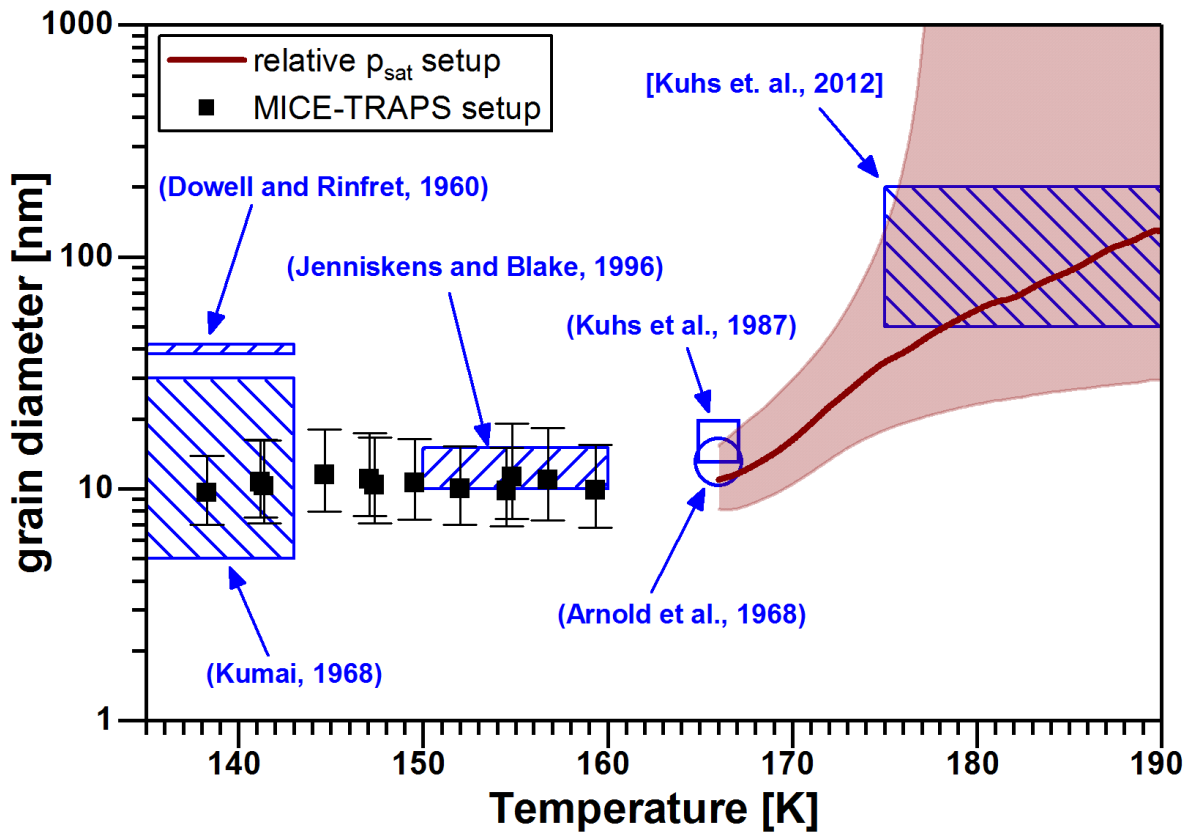 1000
relative psat setup
MICE-TRAPS setup
[Kuhs et. al., 2012]
(Dowell and Rinfret, 1960)
(Jenniskens and Blake, 1996)
100
(Kuhs et al., 1987)
10
(Arnold et al., 1968)
(Kumai, 1968)
1
grain diameter [nm]
140 150 160 170 180 190
Temperature [K]